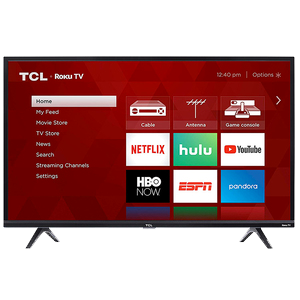 TCL • Roku TV
12:40 pm | Options ✳
Home
My Feed
Movie Store
TV Store
News
Search
Streaming Channels
Settings
Cable
Antenna
Game console
NETFLIX
hulu
YouTube
HBO
NOW
ESPN
pandora
TCL